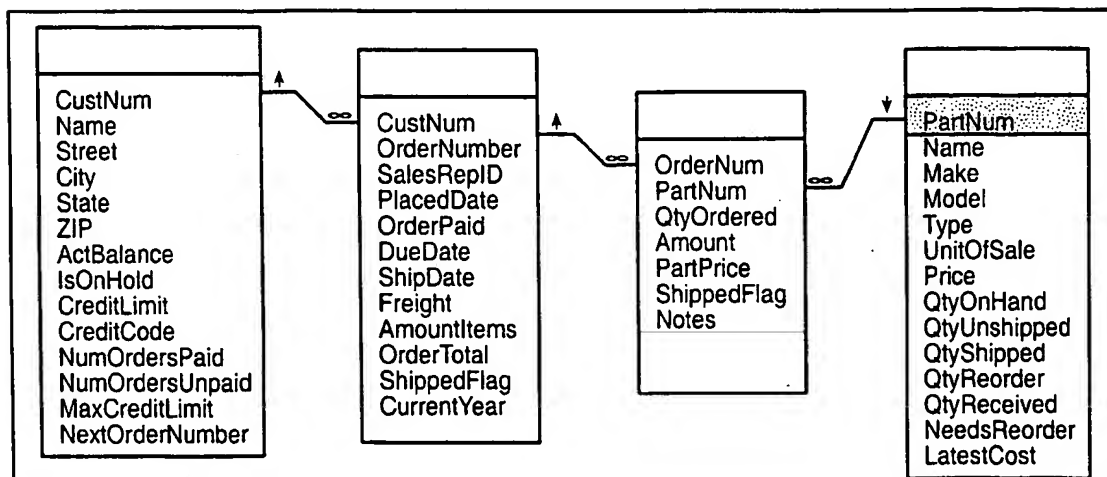 CustNum
Name
Street
City
State
ZIP
ActBalance
IsOnHold
CreditLimit
CreditCode
NumOrdersPaid
NumOrdersUnpaid
MaxCreditLimit
NextOrderNumber
∞
CustNum
OrderNumber
SalesRepID
PlacedDate
OrderPaid
DueDate
ShipDate
Freight
AmountItems
OrderTotal
ShippedFlag
CurrentYear
∞
OrderNum
PartNum
QtyOrdered
Amount
PartPrice
ShippedFlag
Notes
∞
PartNum
Name
Make
Model
Type
UnitOfSale
Price
QtyOnHand
QtyUnshipped
QtyShipped
QtyReorder
QtyReceived
NeedsReorder
LatestCost